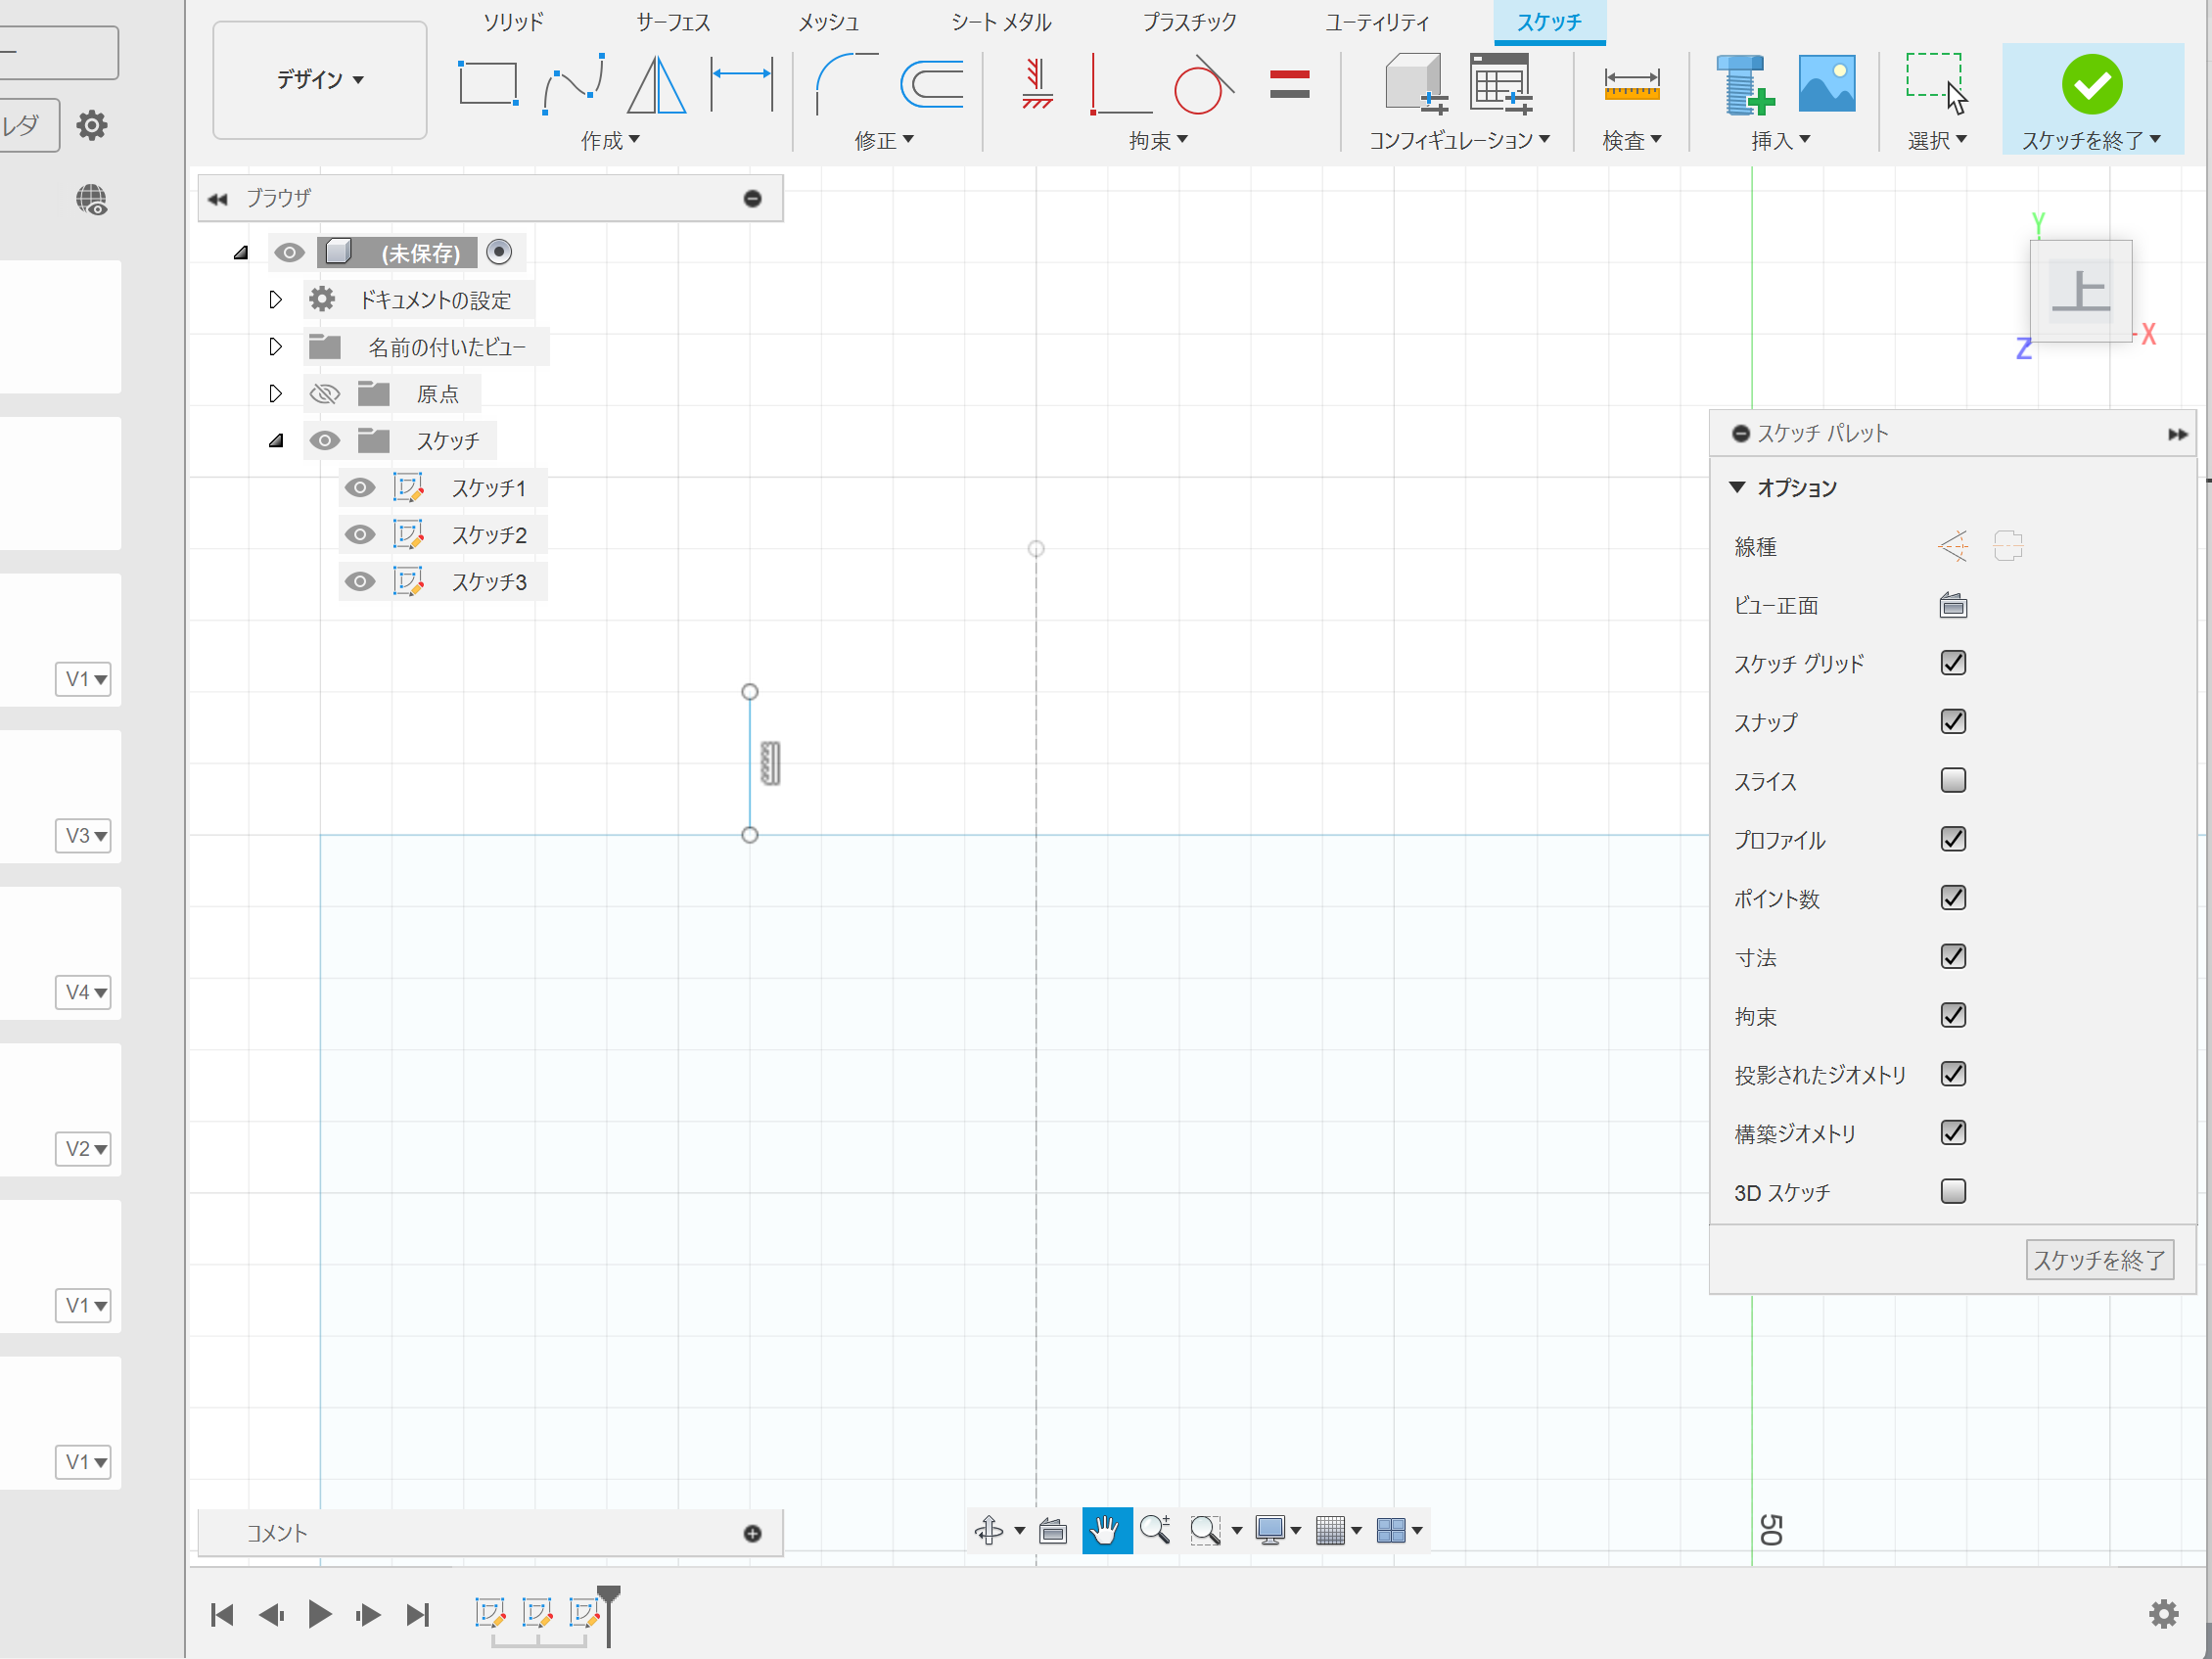 ソリッド
サーフェス
メッシュ
シート メタル
プラスチック
ユーティリティ
スケッチ
デザイン
作成
修正
拘束
コンフィギュレーション
検査
挿入
選択
スケッチを終了
ルダ
ブラウザ
(未保存)
ドキュメントの設定
名前の付いたビュー
原点
スケッチ
スケッチ1
スケッチ2
スケッチ3
Y
上
X
Z
スケッチ パレット
オプション
線種
ビュー正面
スケッチ グリッド
スナップ
スライス
プロファイル
ポイント数
寸法
拘束
投影されたジオメトリ
構築ジオメトリ
3D スケッチ
スケッチを終了
V1
V3
V4
V2
V1
V1
50
コメント